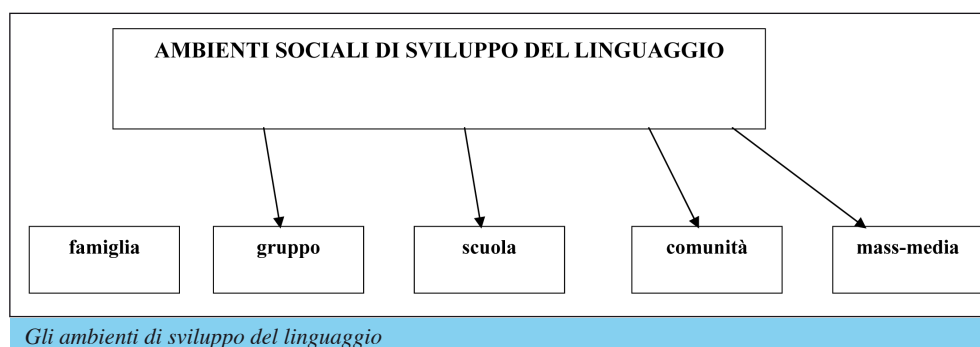 AMBIENTI SOCIALI DI SVILUPPO DEL LINGUAGGIO
famiglia
gruppo
scuola
comunità
mass-media
Gli ambienti di sviluppo del linguaggio